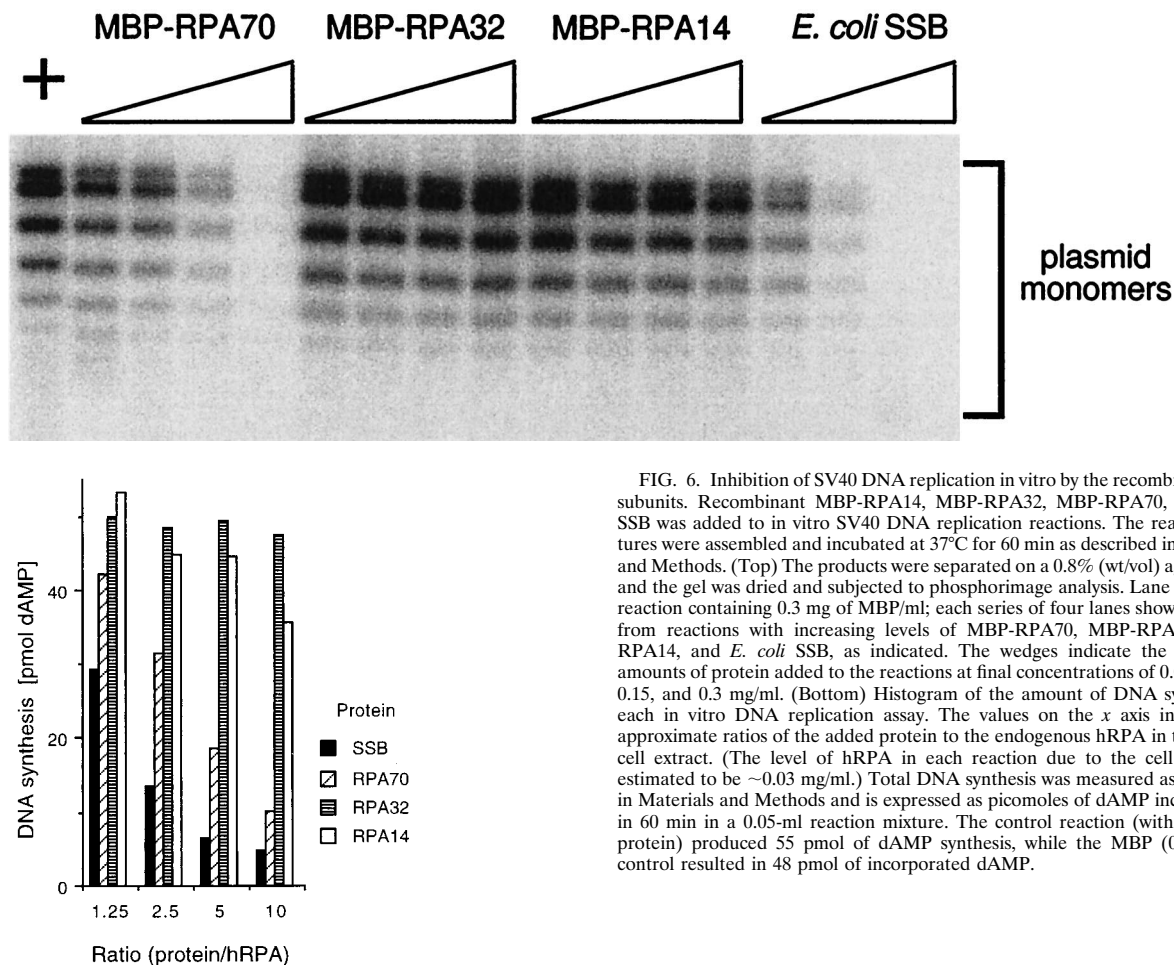 MBP-RPA70 MBP-RPA32 MBP-RPA14 E. coli SSB
+
plasmid
monomers
DNA synthesis [pmol dAMP]
40
20
0
1.25 2.5 5 10
Ratio (protein/hRPA)
Protein
SSB
RPA70
RPA32
RPA14
FIG. 6. Inhibition of SV40 DNA replication in vitro by the recombin
subunits. Recombinant MBP-RPA14, MBP-RPA32, MBP-RPA70,
SSB was added to in vitro SV40 DNA replication reactions. The rea
tures were assembled and incubated at 37°C for 60 min as described in
and Methods. (Top) The products were separated on a 0.8% (wt/vol) a
and the gel was dried and subjected to phosphorimage analysis. Lane
reaction containing 0.3 mg of MBP/ml; each series of four lanes show
from reactions with increasing levels of MBP-RPA70, MBP-RPA
RPA14, and E. coli SSB, as indicated. The wedges indicate the
amounts of protein added to the reactions at final concentrations of 0.
0.15, and 0.3 mg/ml. (Bottom) Histogram of the amount of DNA sy
each in vitro DNA replication assay. The values on the x axis in
approximate ratios of the added protein to the endogenous hRPA in t
cell extract. (The level of hRPA in each reaction due to the cell
estimated to be ~0.03 mg/ml.) Total DNA synthesis was measured as
in Materials and Methods and is expressed as picomoles of dAMP inc
in 60 min in a 0.05-ml reaction mixture. The control reaction (with
protein) produced 55 pmol of dAMP synthesis, while the MBP (0
control resulted in 48 pmol of incorporated dAMP.